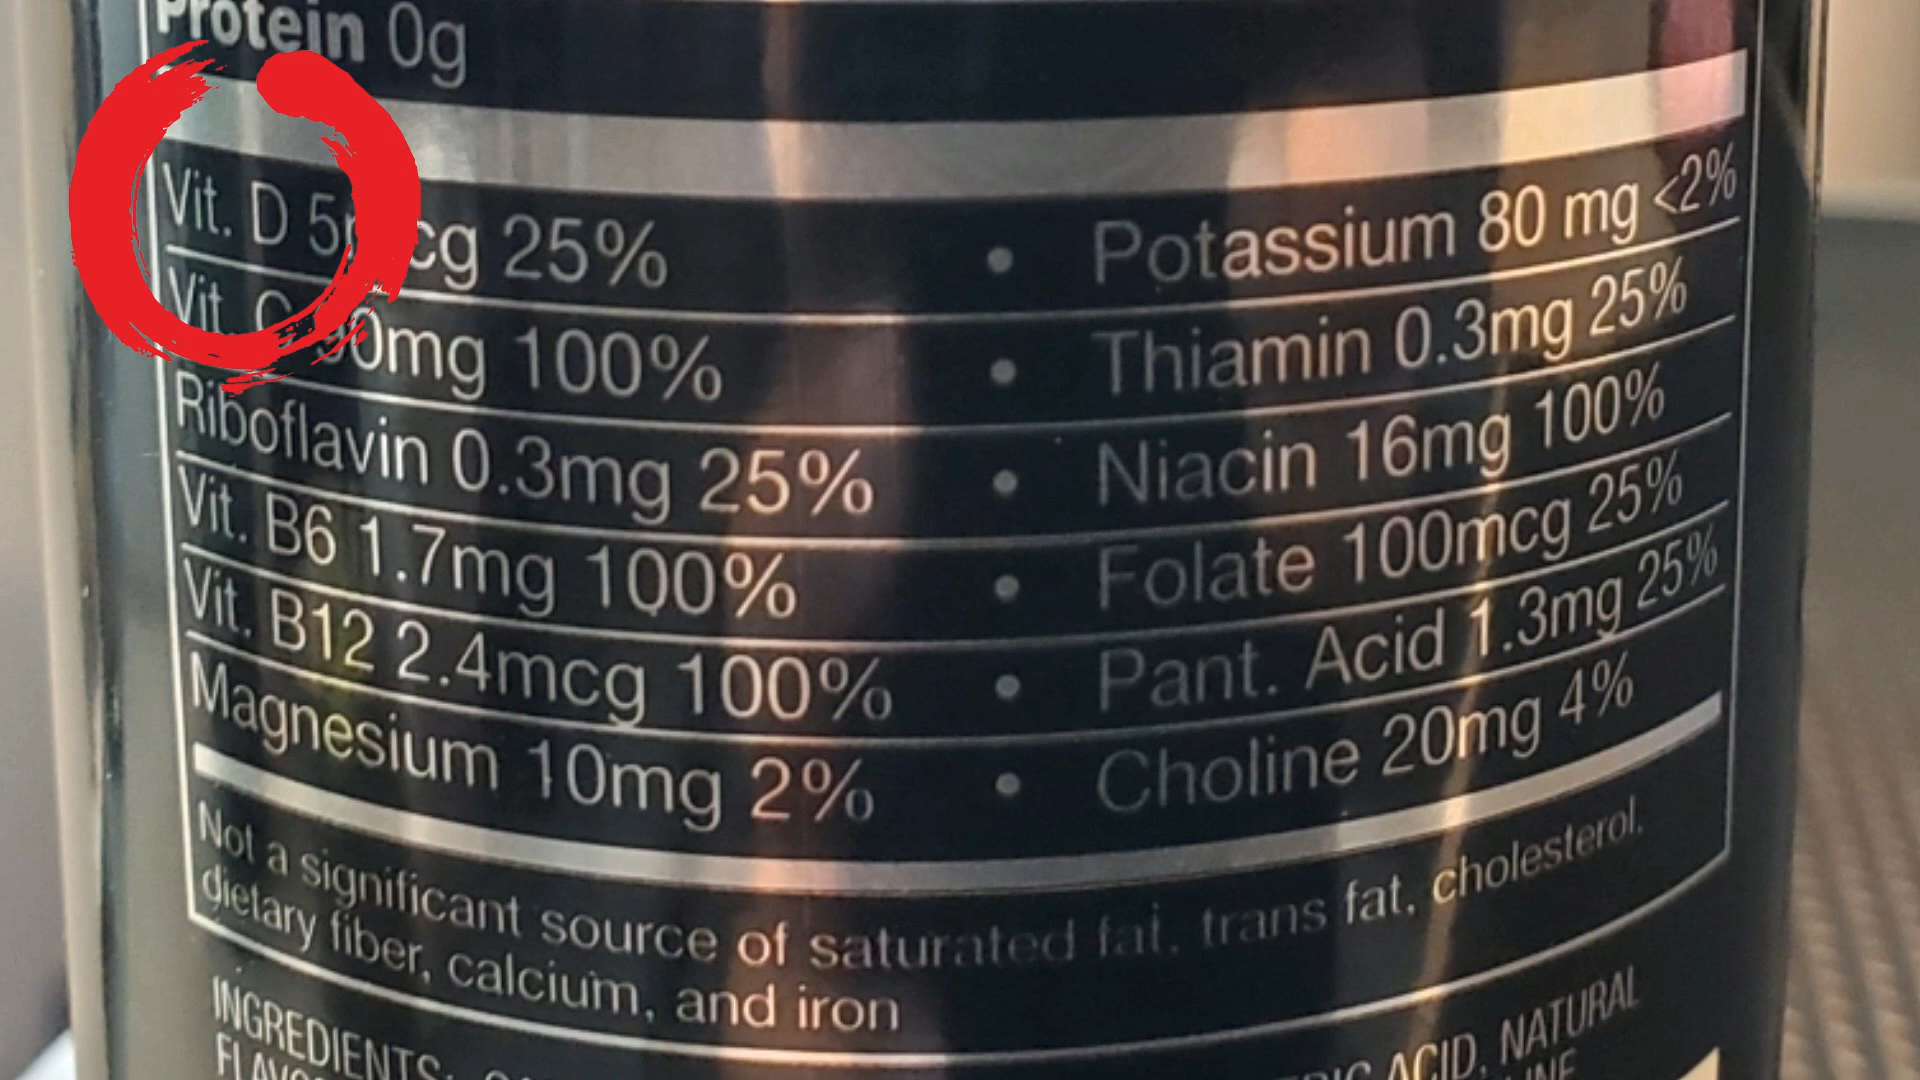 Protein 0g
Vit. D 5mcg 25% • Potassium 80 mg <2%
Vit. C 90mg 100% • Thiamin 0.3mg 25%
Riboflavin 0.3mg 25% • Niacin 16mg 100%
Vit. B6 1.7mg 100% • Folate 100mcg 25%
Vit. B12 2.4mcg 100% • Pant. Acid 1.3mg 25%
Magnesium 10mg 2% • Choline 20mg 4%
Not a significant source of saturated fat, trans fat, cholesterol,
dietary fiber, calcium, and iron
INGREDIENTS: ACID, NATURAL